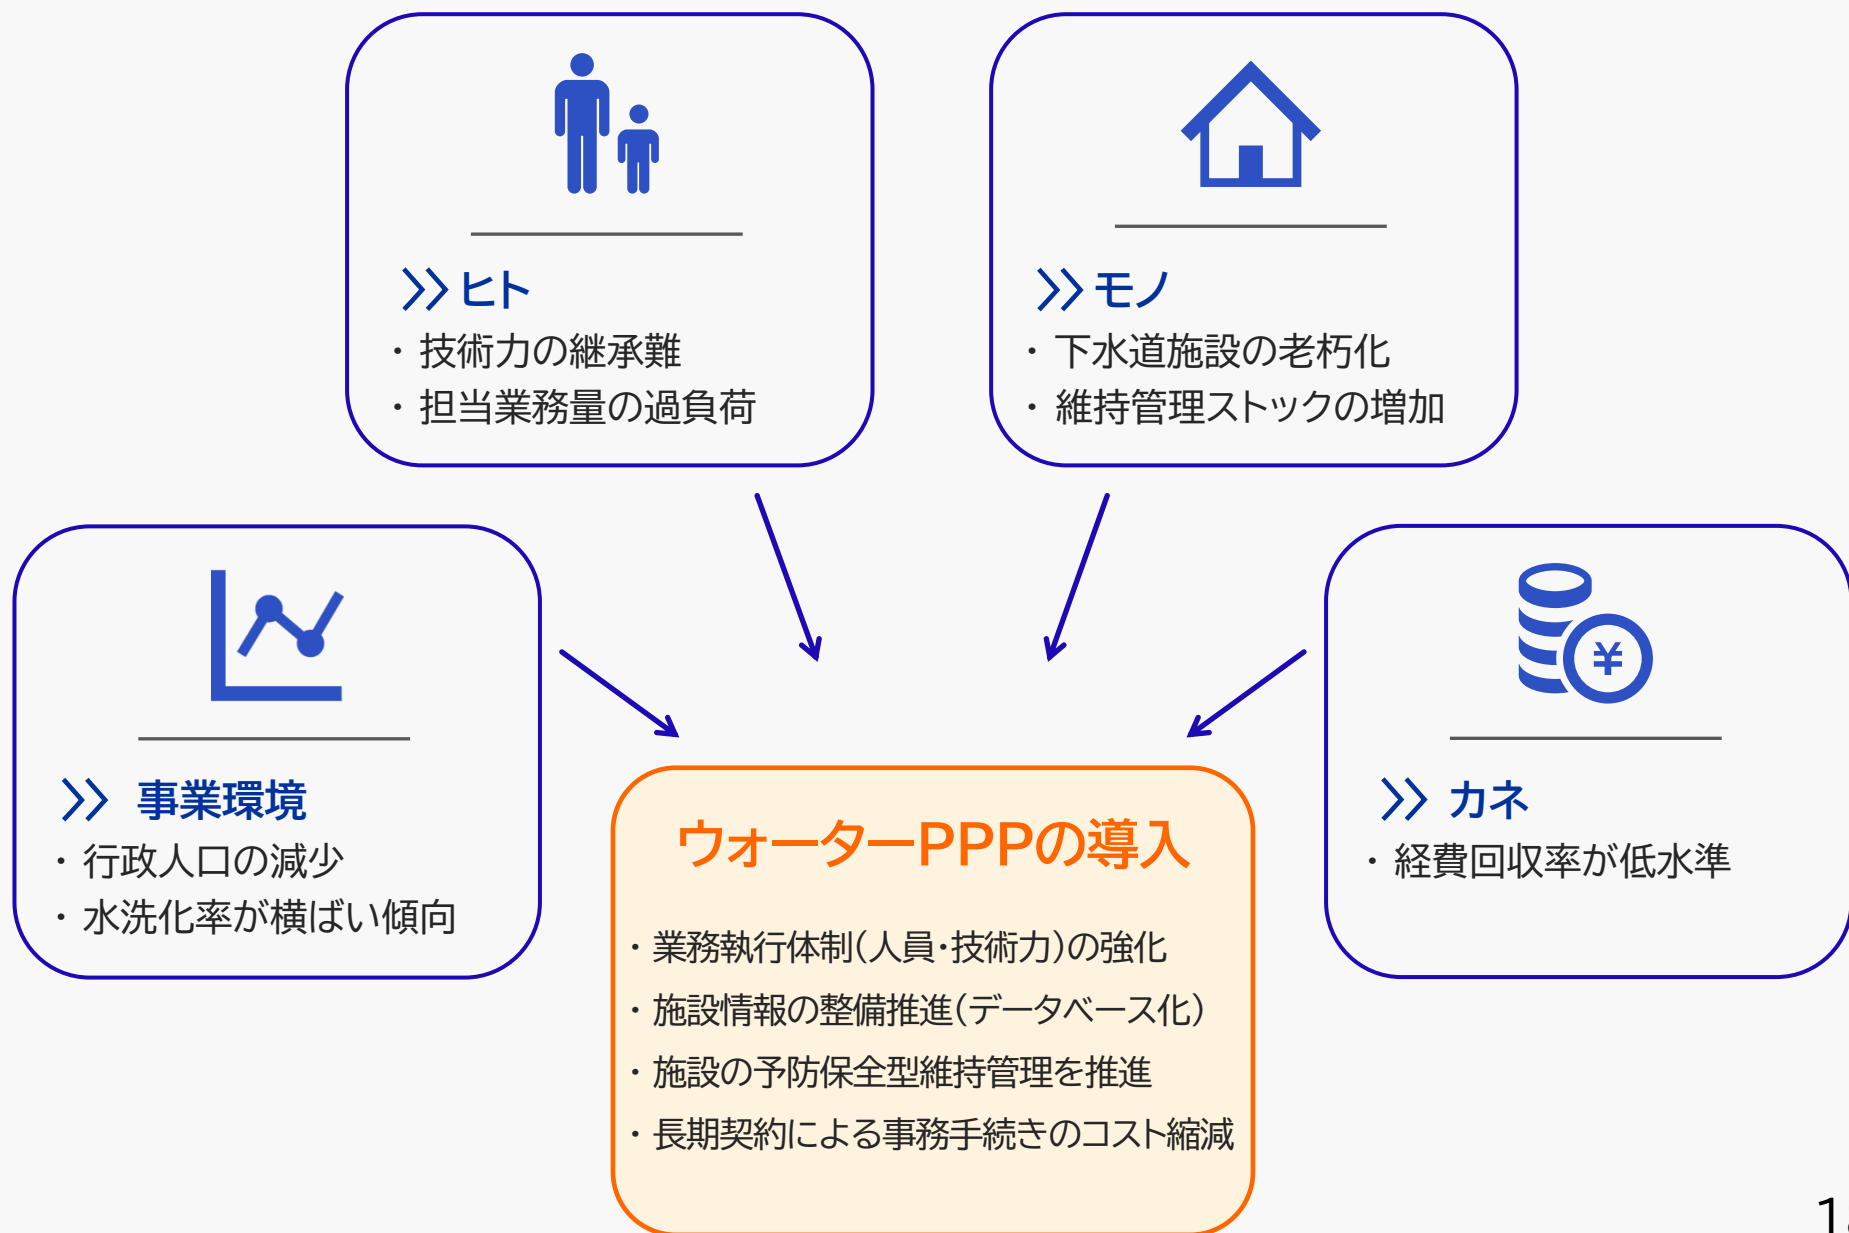 ヒト
・ 技術力の継承難
・ 担当業務量の過負荷
モノ
・ 下水道施設の老朽化
・ 維持管理ストックの増加
事業環境
・ 行政人口の減少
・ 水洗化率が横ばい傾向
¥
カネ
・ 経費回収率が低水準
ウォーターPPPの導入
・ 業務執行体制(人員・技術力)の強化
・ 施設情報の整備推進(データベース化)
・ 施設の予防保全型維持管理を推進
・ 長期契約による事務手続きのコスト縮減